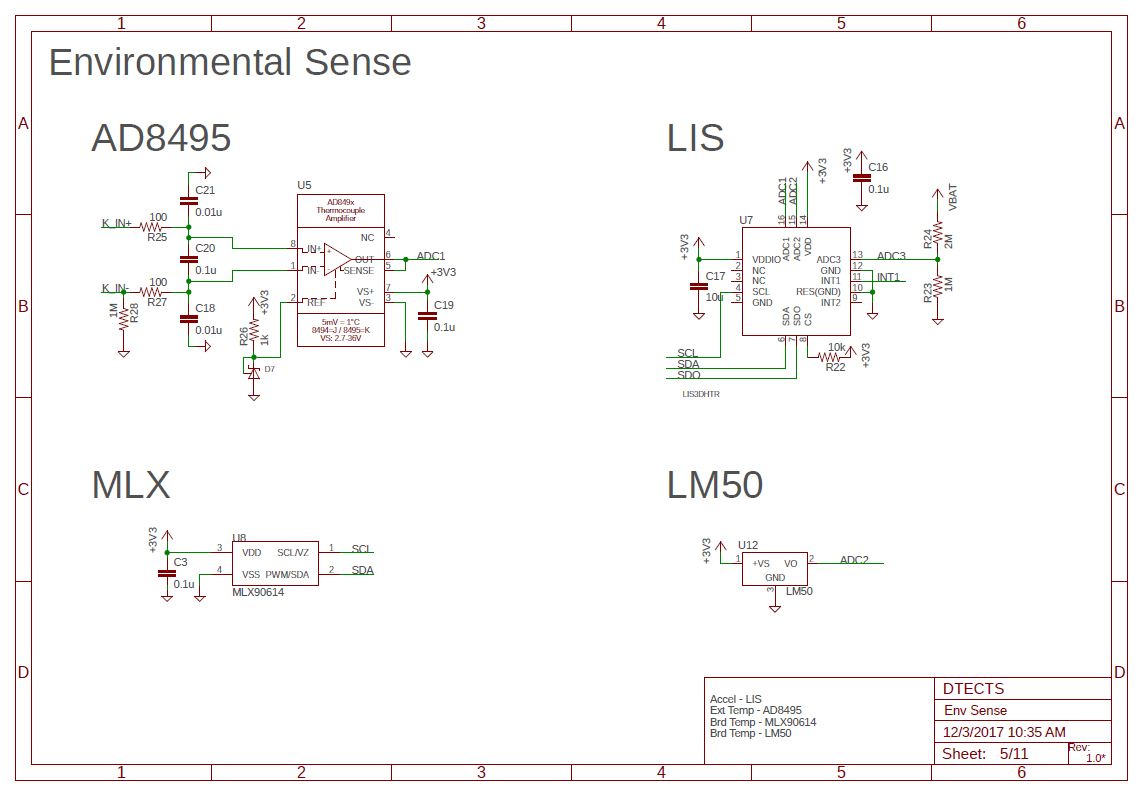 1 2 3 4 5 6
Environmental Sense
A A
AD8495
LIS
C21
0.01u
K_IN+
100
R25
C20
0.1u
K_IN-
100
R27
1M
R28
C18
0.01u
+3V3
R26
1k
D7
U5
AD849x
Thermocouple
Amplifier
NC 4
8 IN+
+
OUT 6
ADC1
1 IN-
-
SENSE 5
+3V3
VS+ 7
2 REF
VS- 3
C19
0.1u
5mV = 1°C
8494=J / 8495=K
VS: 2.7-36V
+3V3
C16
0.1u
+3V3
ADC1
ADC2
VBAT
U7
16 15 14
ADC1
ADC2
VDD
R24
2M
+3V3
C17
10u
1 VDDIO
2 NC
3 NC
4 SCL
5 GND
ADC3 13
ADC3
GND 12
INT1 11
INT1
RES(GND) 10
INT2 9
R23
1M
SDA
SDO
CS
6 7 8
10k
R22
+3V3
SCL
SDA
SDO
LIS3DHTR
B B
C C
MLX
LM50
+3V3
C3
0.1u
U8
3 VDD SCL/VZ 1
SCL
4 VSS PWM/SDA 2
SDA
MLX90614
+3V3
U12
1 +VS VO 2
ADC2
GND
3
LM50
D D
Accel - LIS
Ext Temp - AD8495
Brd Temp - MLX90614
Brd Temp - LM50
DTECTS
Env Sense
12/3/2017 10:35 AM
Sheet: 5/11
Rev:
1.0*
1 2 3 4 5 6